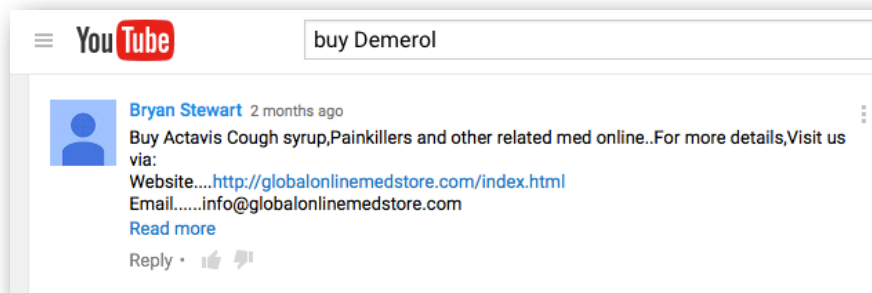 YouTube
buy Demerol
Bryan Stewart 2 months ago
Buy Actavis Cough syrup,Painkillers and other related med online..For more details,Visit us
via:
Website....http://globalonlinemedstore.com/index.html
Email......info@globalonlinemedstore.com
Read more
Reply •